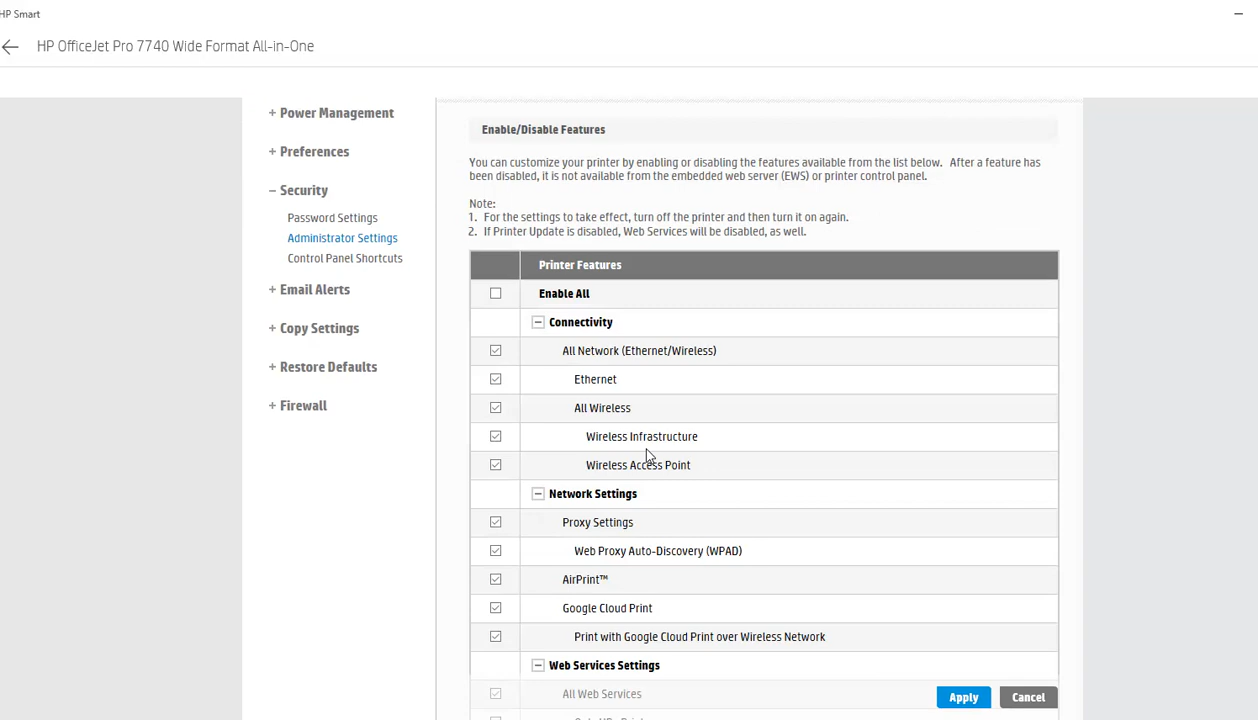 HP Smart
HP OfficeJet Pro 7740 Wide Format All-in-One
+ Power Management
+ Preferences
− Security
Password Settings
Administrator Settings
Control Panel Shortcuts
+ Email Alerts
+ Copy Settings
+ Restore Defaults
+ Firewall
Enable/Disable Features
You can customize your printer by enabling or disabling the features available from the list below. After a feature has
been disabled, it is not available from the embedded web server (EWS) or printer control panel.
Note:
1. For the settings to take effect, turn off the printer and then turn it on again.
2. If Printer Update is disabled, Web Services will be disabled, as well.
Printer Features
Enable All
Connectivity
All Network (Ethernet/Wireless)
Ethernet
All Wireless
Wireless Infrastructure
Wireless Access Point
Network Settings
Proxy Settings
Web Proxy Auto-Discovery (WPAD)
AirPrint™
Google Cloud Print
Print with Google Cloud Print over Wireless Network
Web Services Settings
All Web Services
Apply
Cancel